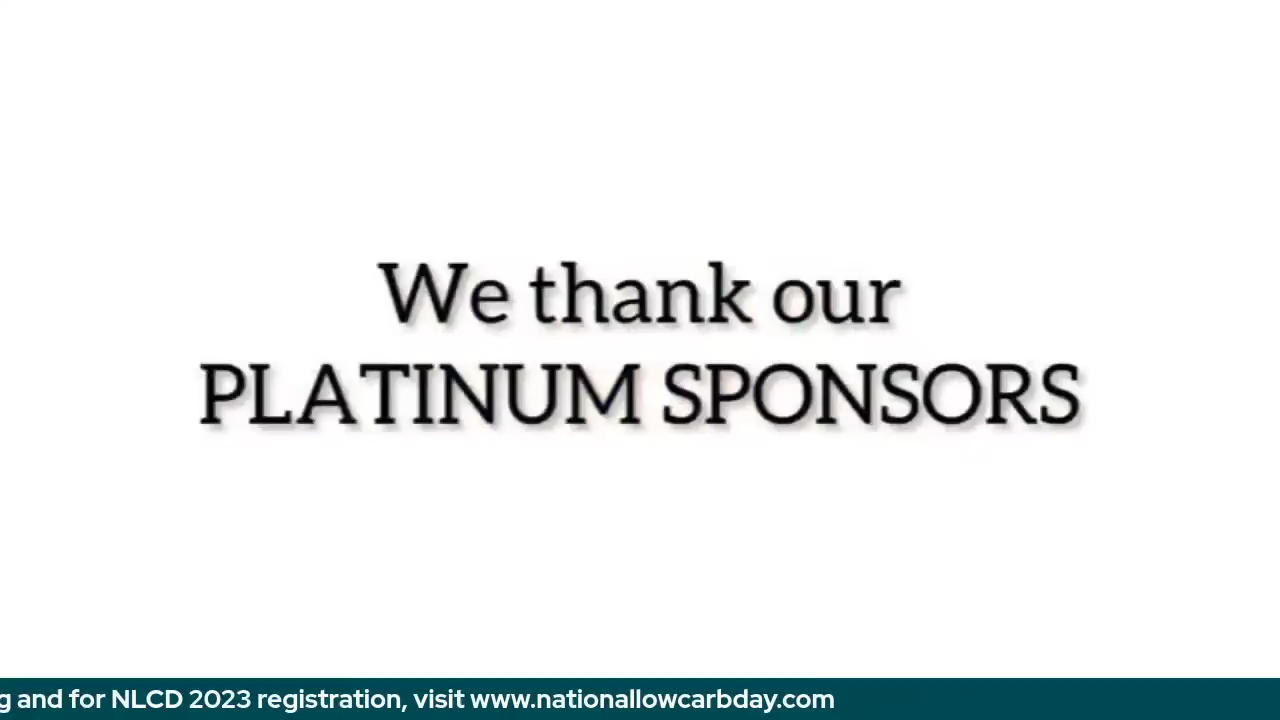 We thank our
PLATINUM SPONSORS
g and for NLCD 2023 registration, visit www.nationallowcarbday.com